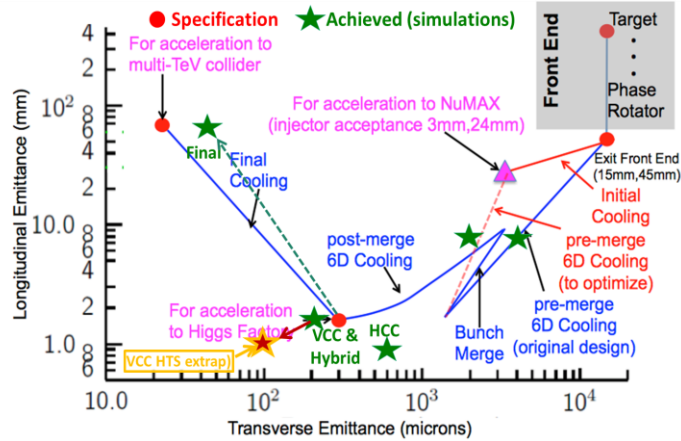 Specification
Achieved (simulations)
For acceleration to
multi-TeV collider
Front End
Target
Phase
Rotator
For acceleration to NuMAX
(injector acceptance 3mm,24mm)
Final
Final
Cooling
Exit Front End
(15mm,45mm)
Initial
Cooling
post-merge
6D Cooling
pre-merge
6D Cooling
(to optimize)
For acceleration
to Higgs Factory
VCC &
Hybrid
HCC
Bunch
Merge
pre-merge
6D Cooling
(original design)
VCC HTS extrap)
Longitudinal Emittance (mm)
4
2
10²
8
6
4
2
10.0
8
6
4
2
1.0
8
6
10.0
10²
10³
10⁴
Transverse Emittance (microns)